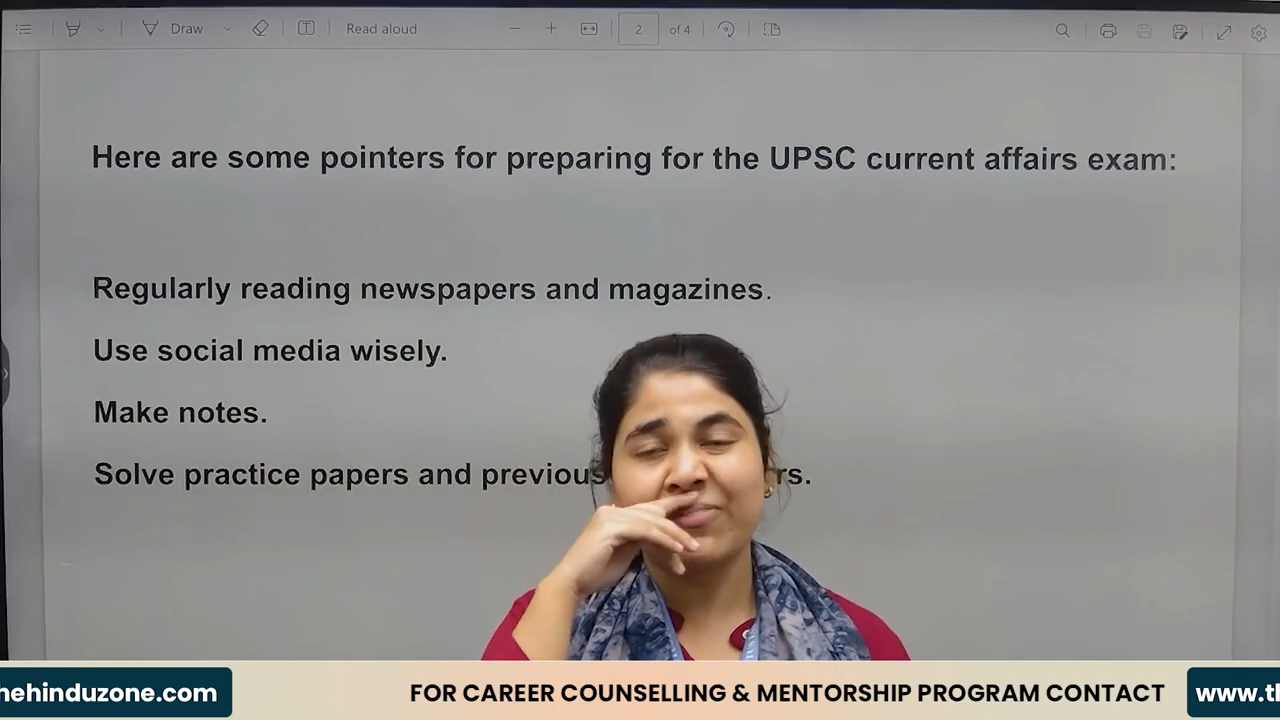 Draw
Read aloud
2
of 4
Here are some pointers for preparing for the UPSC current affairs exam:
Regularly reading newspapers and magazines.
Use social media wisely.
Make notes.
Solve practice papers and previous
hehinduzone.com
FOR CAREER COUNSELLING & MENTORSHIP PROGRAM CONTACT
www.th